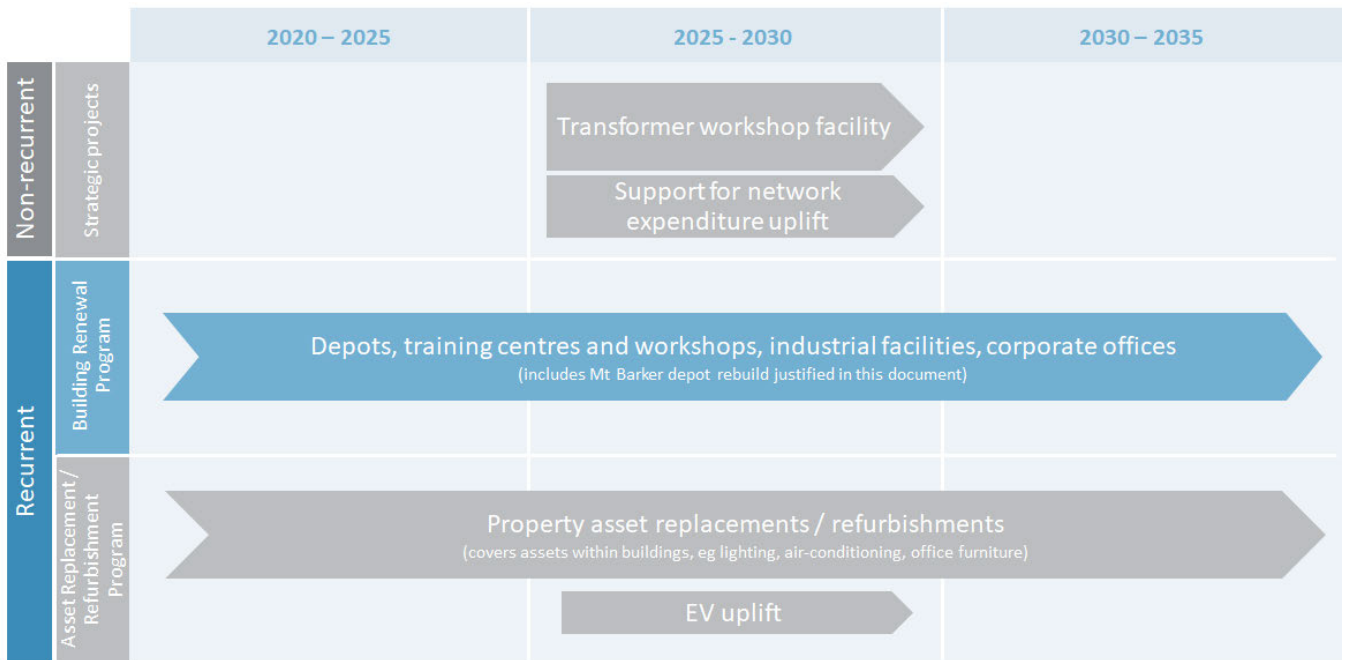 2020 – 2025
2025 - 2030
2030 – 2035
Non-recurrent
Strategic projects
Transformer workshop facility
Support for network
expenditure uplift
Recurrent
Building Renewal
Program
Depots, training centres and workshops, industrial facilities, corporate offices
(includes Mt Barker depot rebuild justified in this document)
Asset Replacement /
Refurbishment
Program
Property asset replacements / refurbishments
(covers assets within buildings, eg lighting, air-conditioning, office furniture)
EV uplift